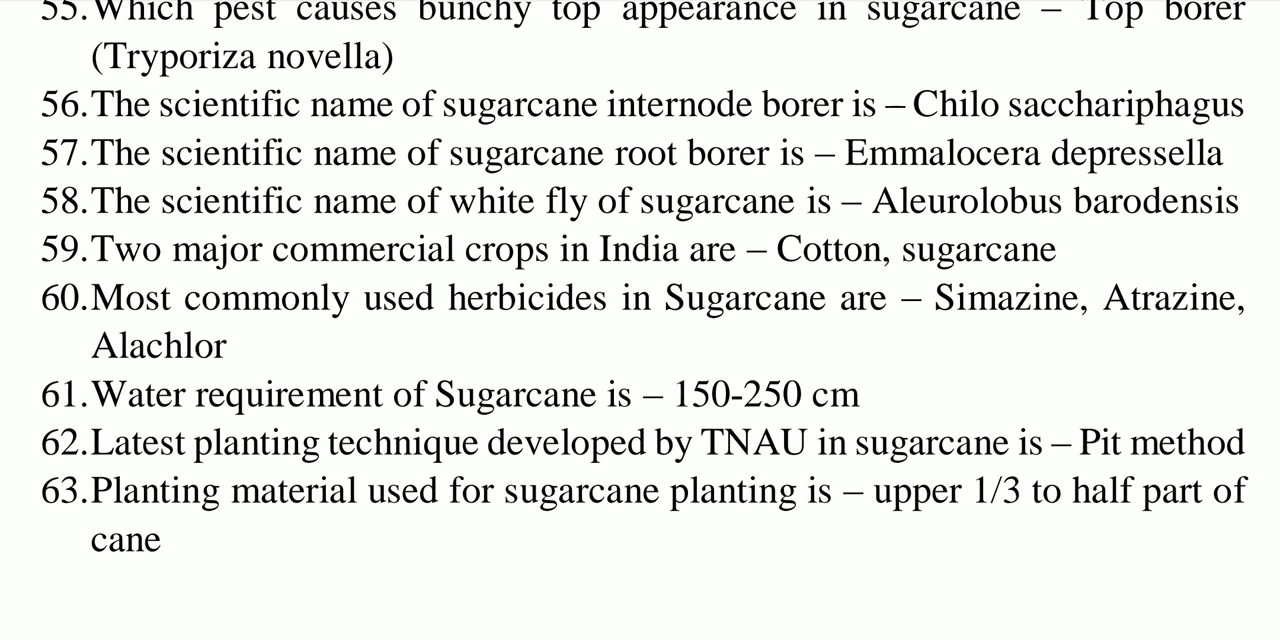 55.Which pest causes bunchy top appearance in sugarcane – Top borer
(Tryporiza novella)
56.The scientific name of sugarcane internode borer is – Chilo sacchariphagus
57.The scientific name of sugarcane root borer is – Emmalocera depressella
58.The scientific name of white fly of sugarcane is – Aleurolobus barodensis
59.Two major commercial crops in India are – Cotton, sugarcane
60.Most commonly used herbicides in Sugarcane are – Simazine, Atrazine,
Alachlor
61.Water requirement of Sugarcane is – 150-250 cm
62.Latest planting technique developed by TNAU in sugarcane is – Pit method
63.Planting material used for sugarcane planting is – upper 1/3 to half part of
cane